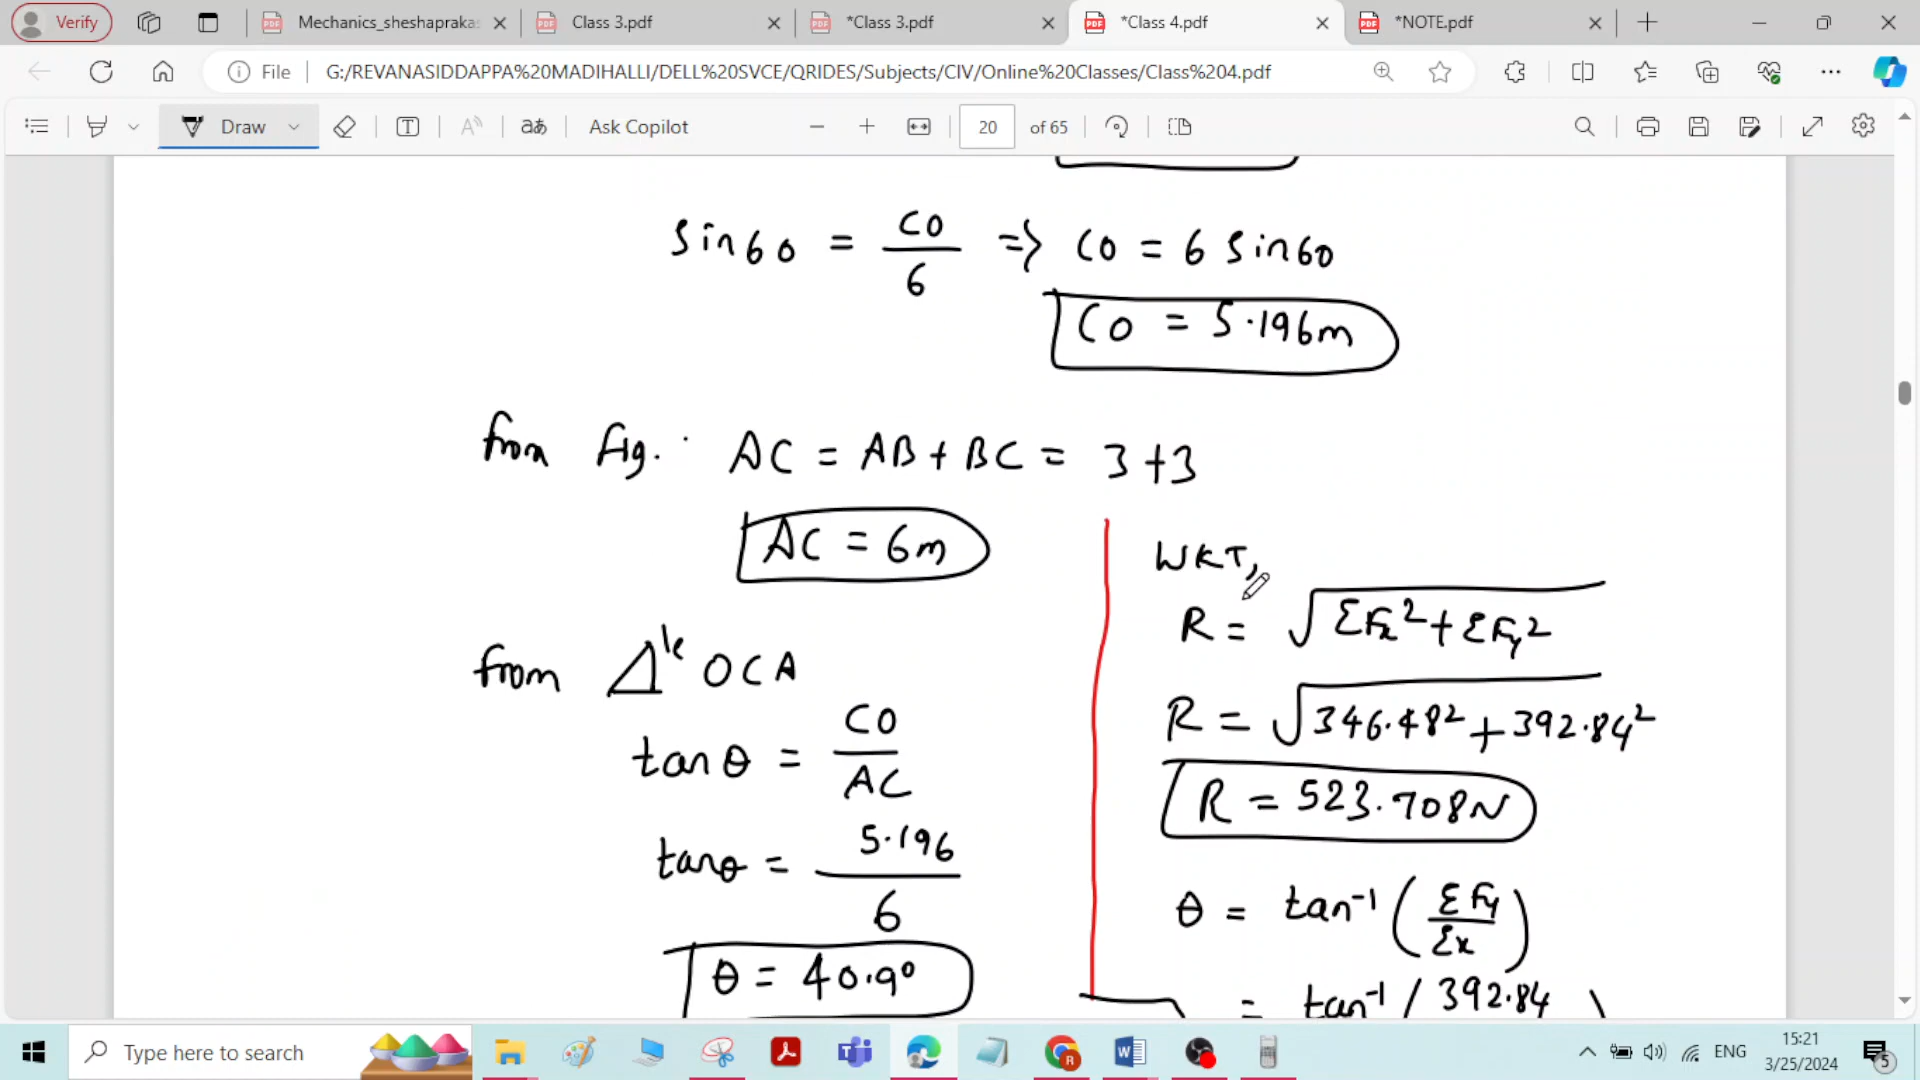 Verify
Mechanics_sheshapraka
Class 3.pdf
*Class 3.pdf
*Class 4.pdf
*NOTE.pdf
File
G:/REVANASIDDAPPA%20MADIHALLI/DELL%20SVCE/QRIDES/Subjects/CIV/Online%20Classes/Class%204.pdf
Draw
Ask Copilot
20 of 65
Sin60 = CO/6 => CO = 6 Sin60
CO = 5.196m
from fig. AC = AB + BC = 3+3
AC = 6m
from Δle OCA
tan θ = CO/AC
tanθ = 5.196/6
θ = 40.9°
WKT,
R = √ΣFx²+ΣFy²
R = √346.48²+392.84²
R = 523.708N
θ = tan⁻¹(ΣFy/Σx)
= tan⁻¹(392.84
Type here to search
ENG
15:21
3/25/2024
5